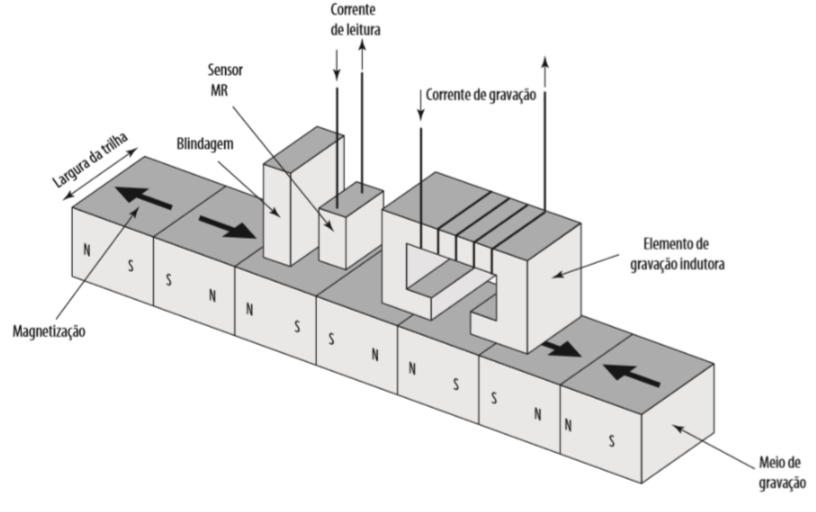 Corrente
de leitura
Sensor
MR
Corrente de gravação
Blindagem
Largura da trilha
Elemento de
gravação indutora
Magnetização
N S S N N S S N N S S N N S
Meio de
gravação